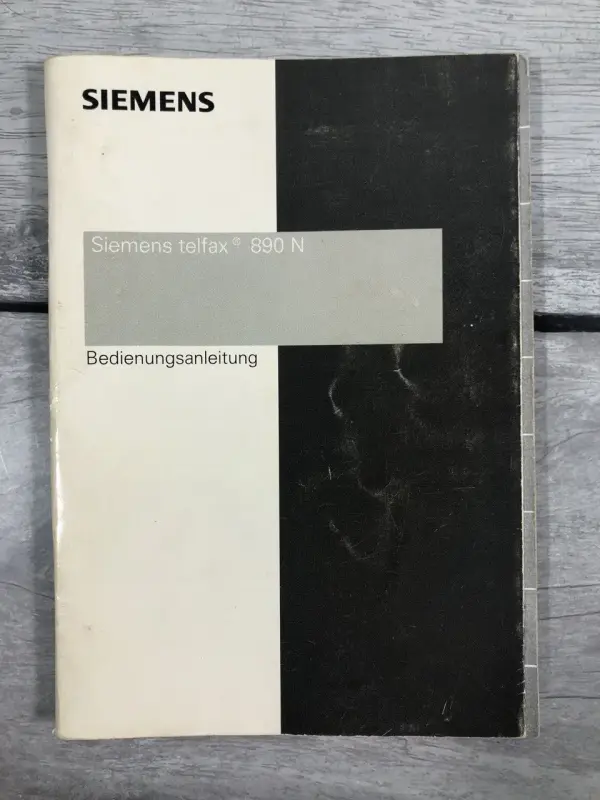 SIEMENS
Siemens telfax® 890 N
Bedienungsanleitung